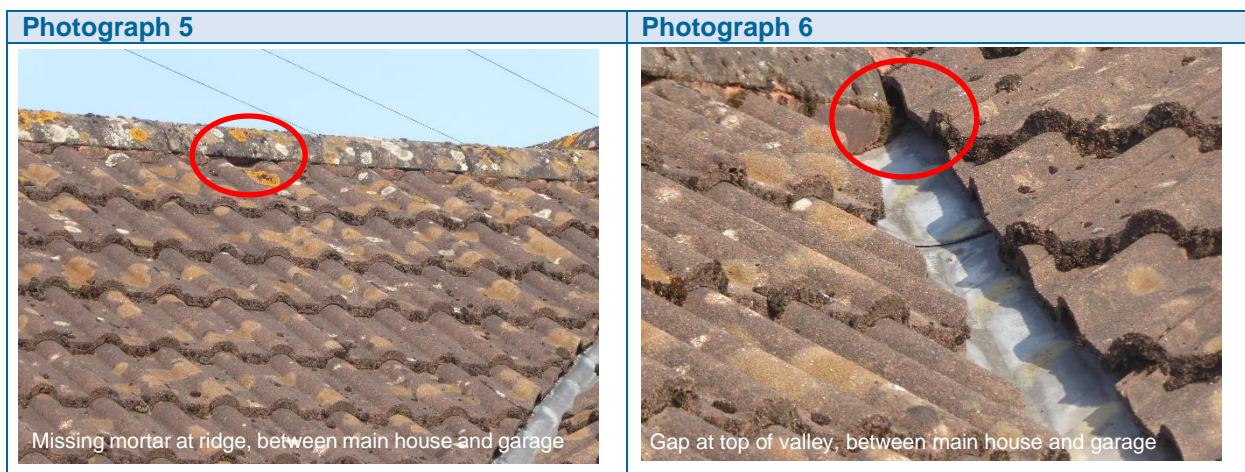 Photograph 5
Photograph 6
Missing mortar at ridge, between main house and garage
Gap at top of valley, between main house and garage